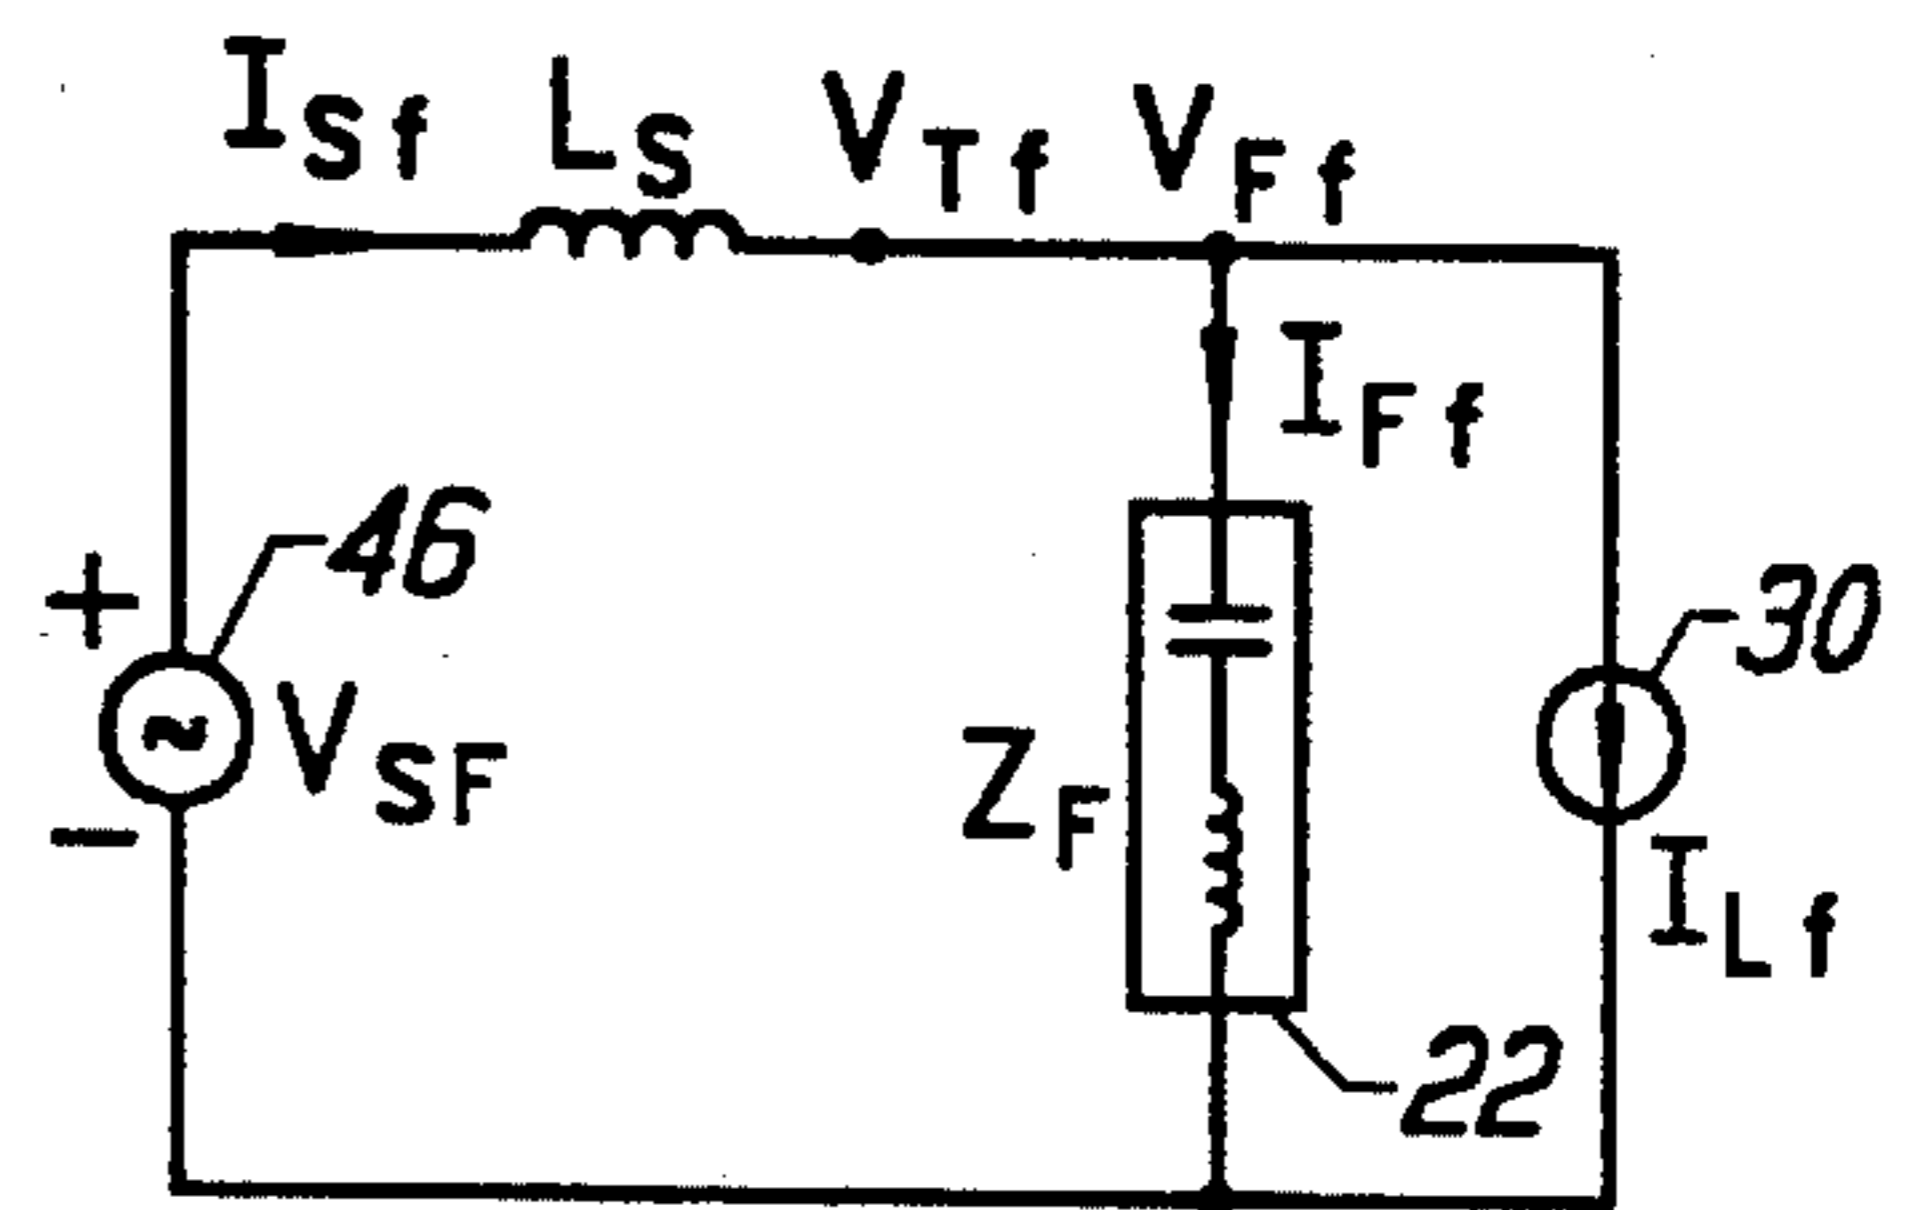 I_Sf L_S V_Tf V_Ff
I_Ff
46
+
V_SF
−
Z_F
30
I_Lf
22